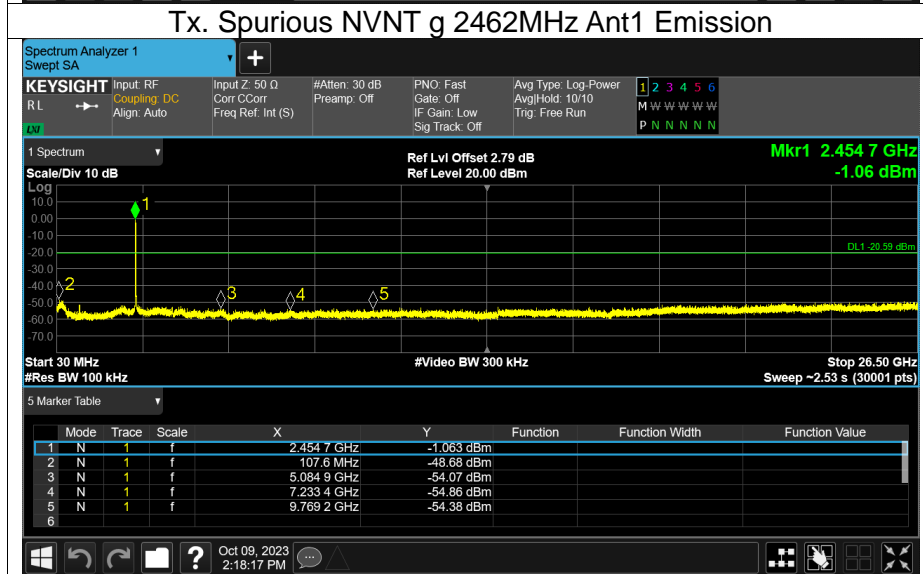 Tx. Spurious NVNT g 2462MHz Ant1 Emission
Spectrum Analyzer 1
Swept SA
+
KEYSIGHT
RL
LXI
Input: RF
Coupling: DC
Align: Auto
Input Z: 50 Ω
Corr CCorr
Freq Ref: Int (S)
#Atten: 30 dB
Preamp: Off
PNO: Fast
Gate: Off
IF Gain: Low
Sig Track: Off
Avg Type: Log-Power
Avg|Hold: 10/10
Trig: Free Run
1 2 3 4 5 6
M W W W W W
P N N N N N
1 Spectrum
Scale/Div 10 dB
Ref Lvl Offset 2.79 dB
Ref Level 20.00 dBm
Mkr1 2.454 7 GHz
-1.06 dBm
Log
10.0
0.00
-10.0
-20.0
-30.0
-40.0
-50.0
-60.0
-70.0
1
2
3
4
5
DL1 -20.59 dBm
Start 30 MHz
#Video BW 300 kHz
Stop 26.50 GHz
#Res BW 100 kHz
Sweep ~2.53 s (30001 pts)
5 Marker Table
Mode Trace Scale X Y Function Function Width Function Value
1 N 1 f 2.454 7 GHz -1.063 dBm
2 N 1 f 107.6 MHz -48.68 dBm
3 N 1 f 5.084 9 GHz -54.07 dBm
4 N 1 f 7.233 4 GHz -54.86 dBm
5 N 1 f 9.769 2 GHz -54.38 dBm
6
?
Oct 09, 2023
2:18:17 PM